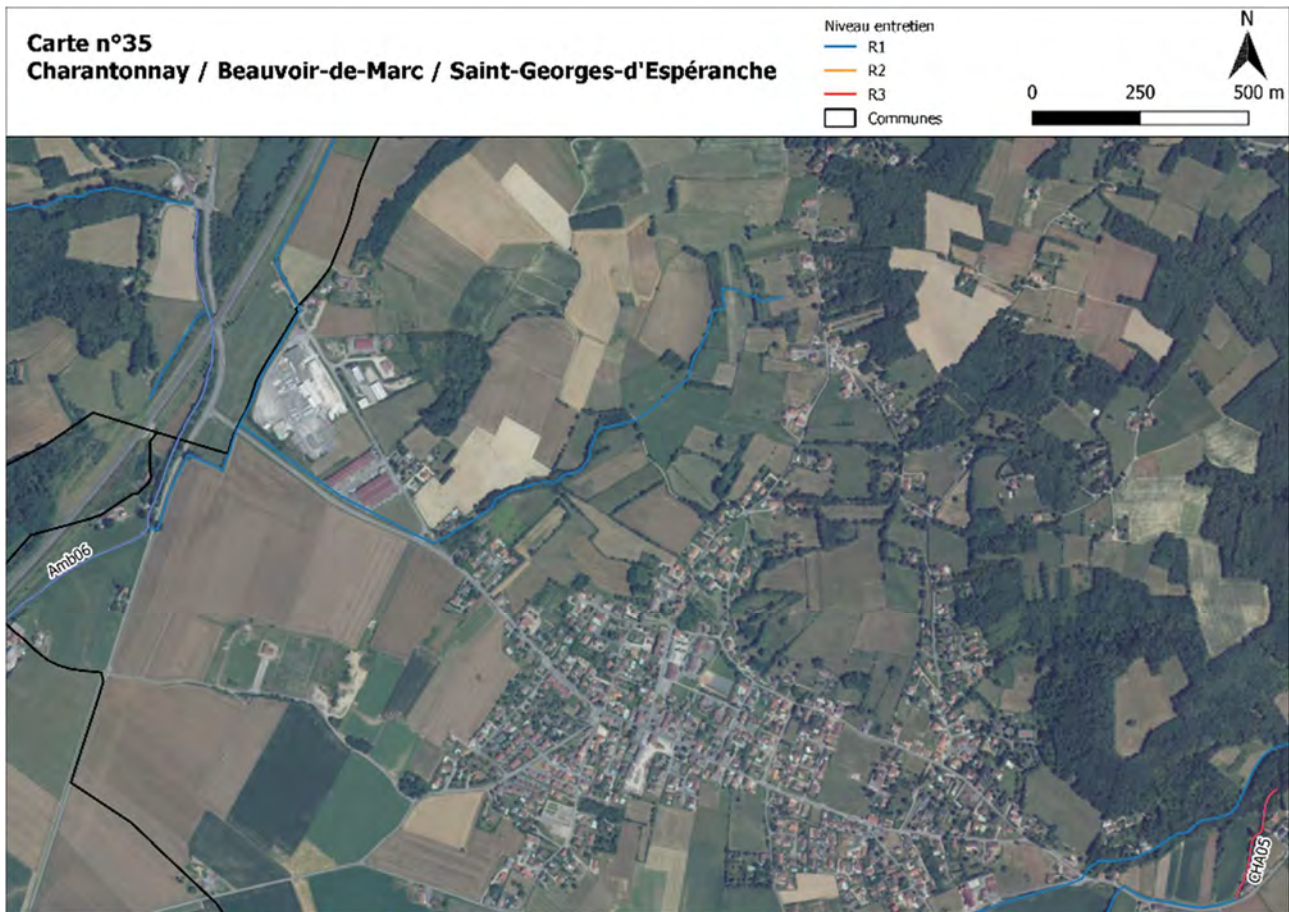 Carte n°35
Charantonnay / Beauvoir-de-Marc / Saint-Georges-d'Espéranche
Niveau entretien
R1
R2
R3
Communes
N
0 250 500 m
Amb06
CHA05